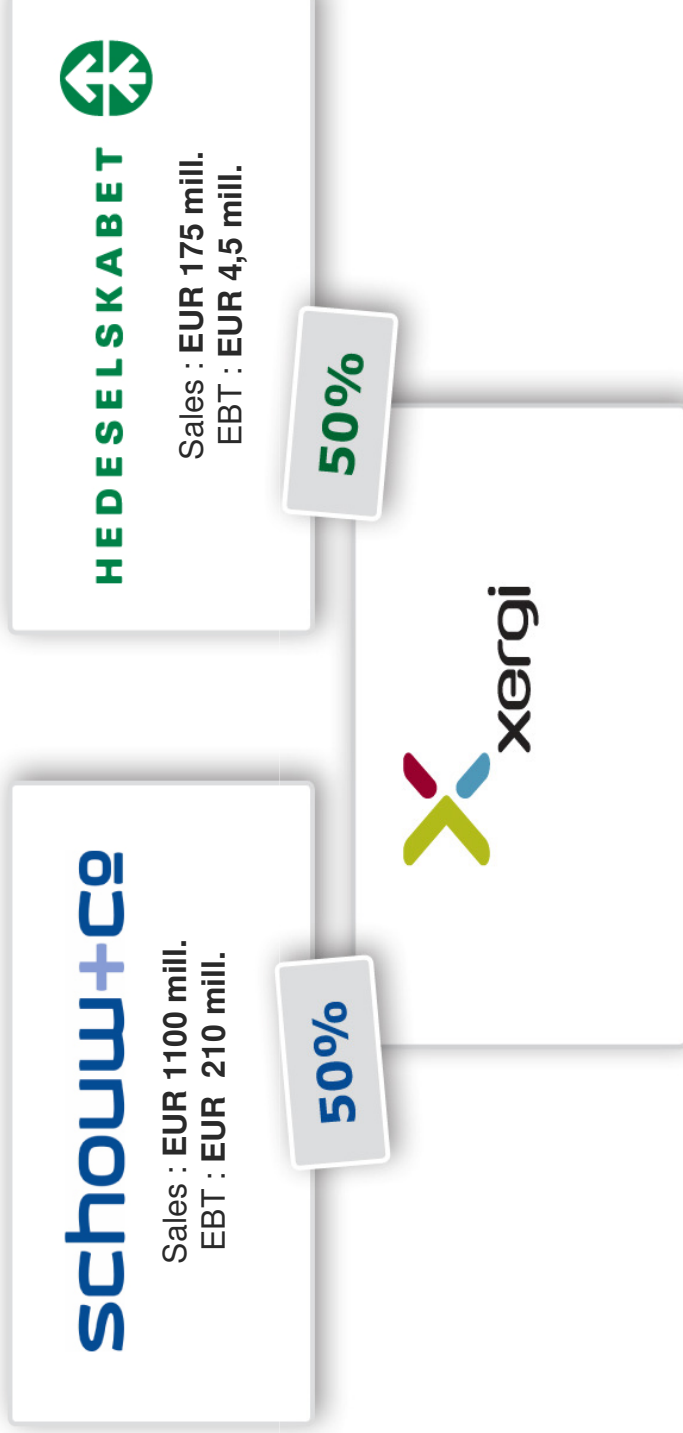 schouw+co
Sales : EUR 1100 mill.
EBT : EUR 210 mill.
50%
HEDESELSKABET
Sales : EUR 175 mill.
EBT : EUR 4,5 mill.
50%
xergi